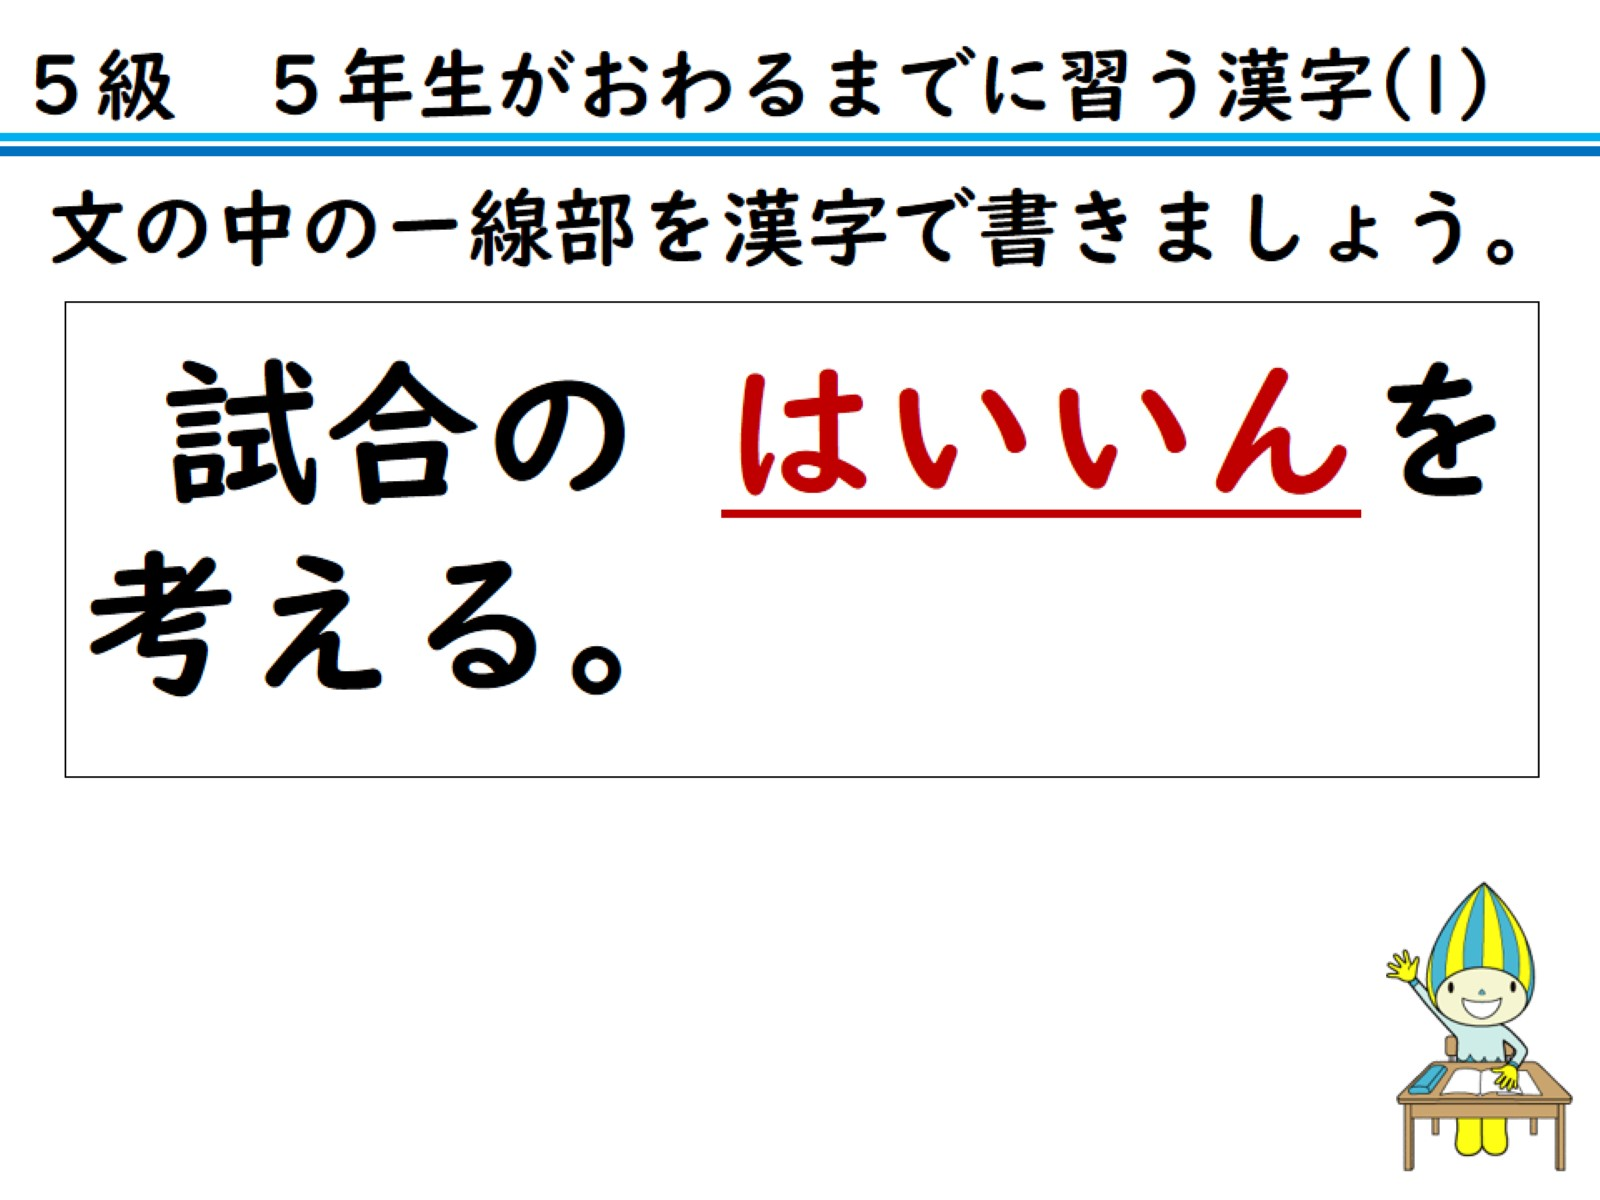 ５級　５年生がおわるまでに習う漢字(1)
文の中の一線部を漢字で書きましょう。
試合の はいいんを
考える。